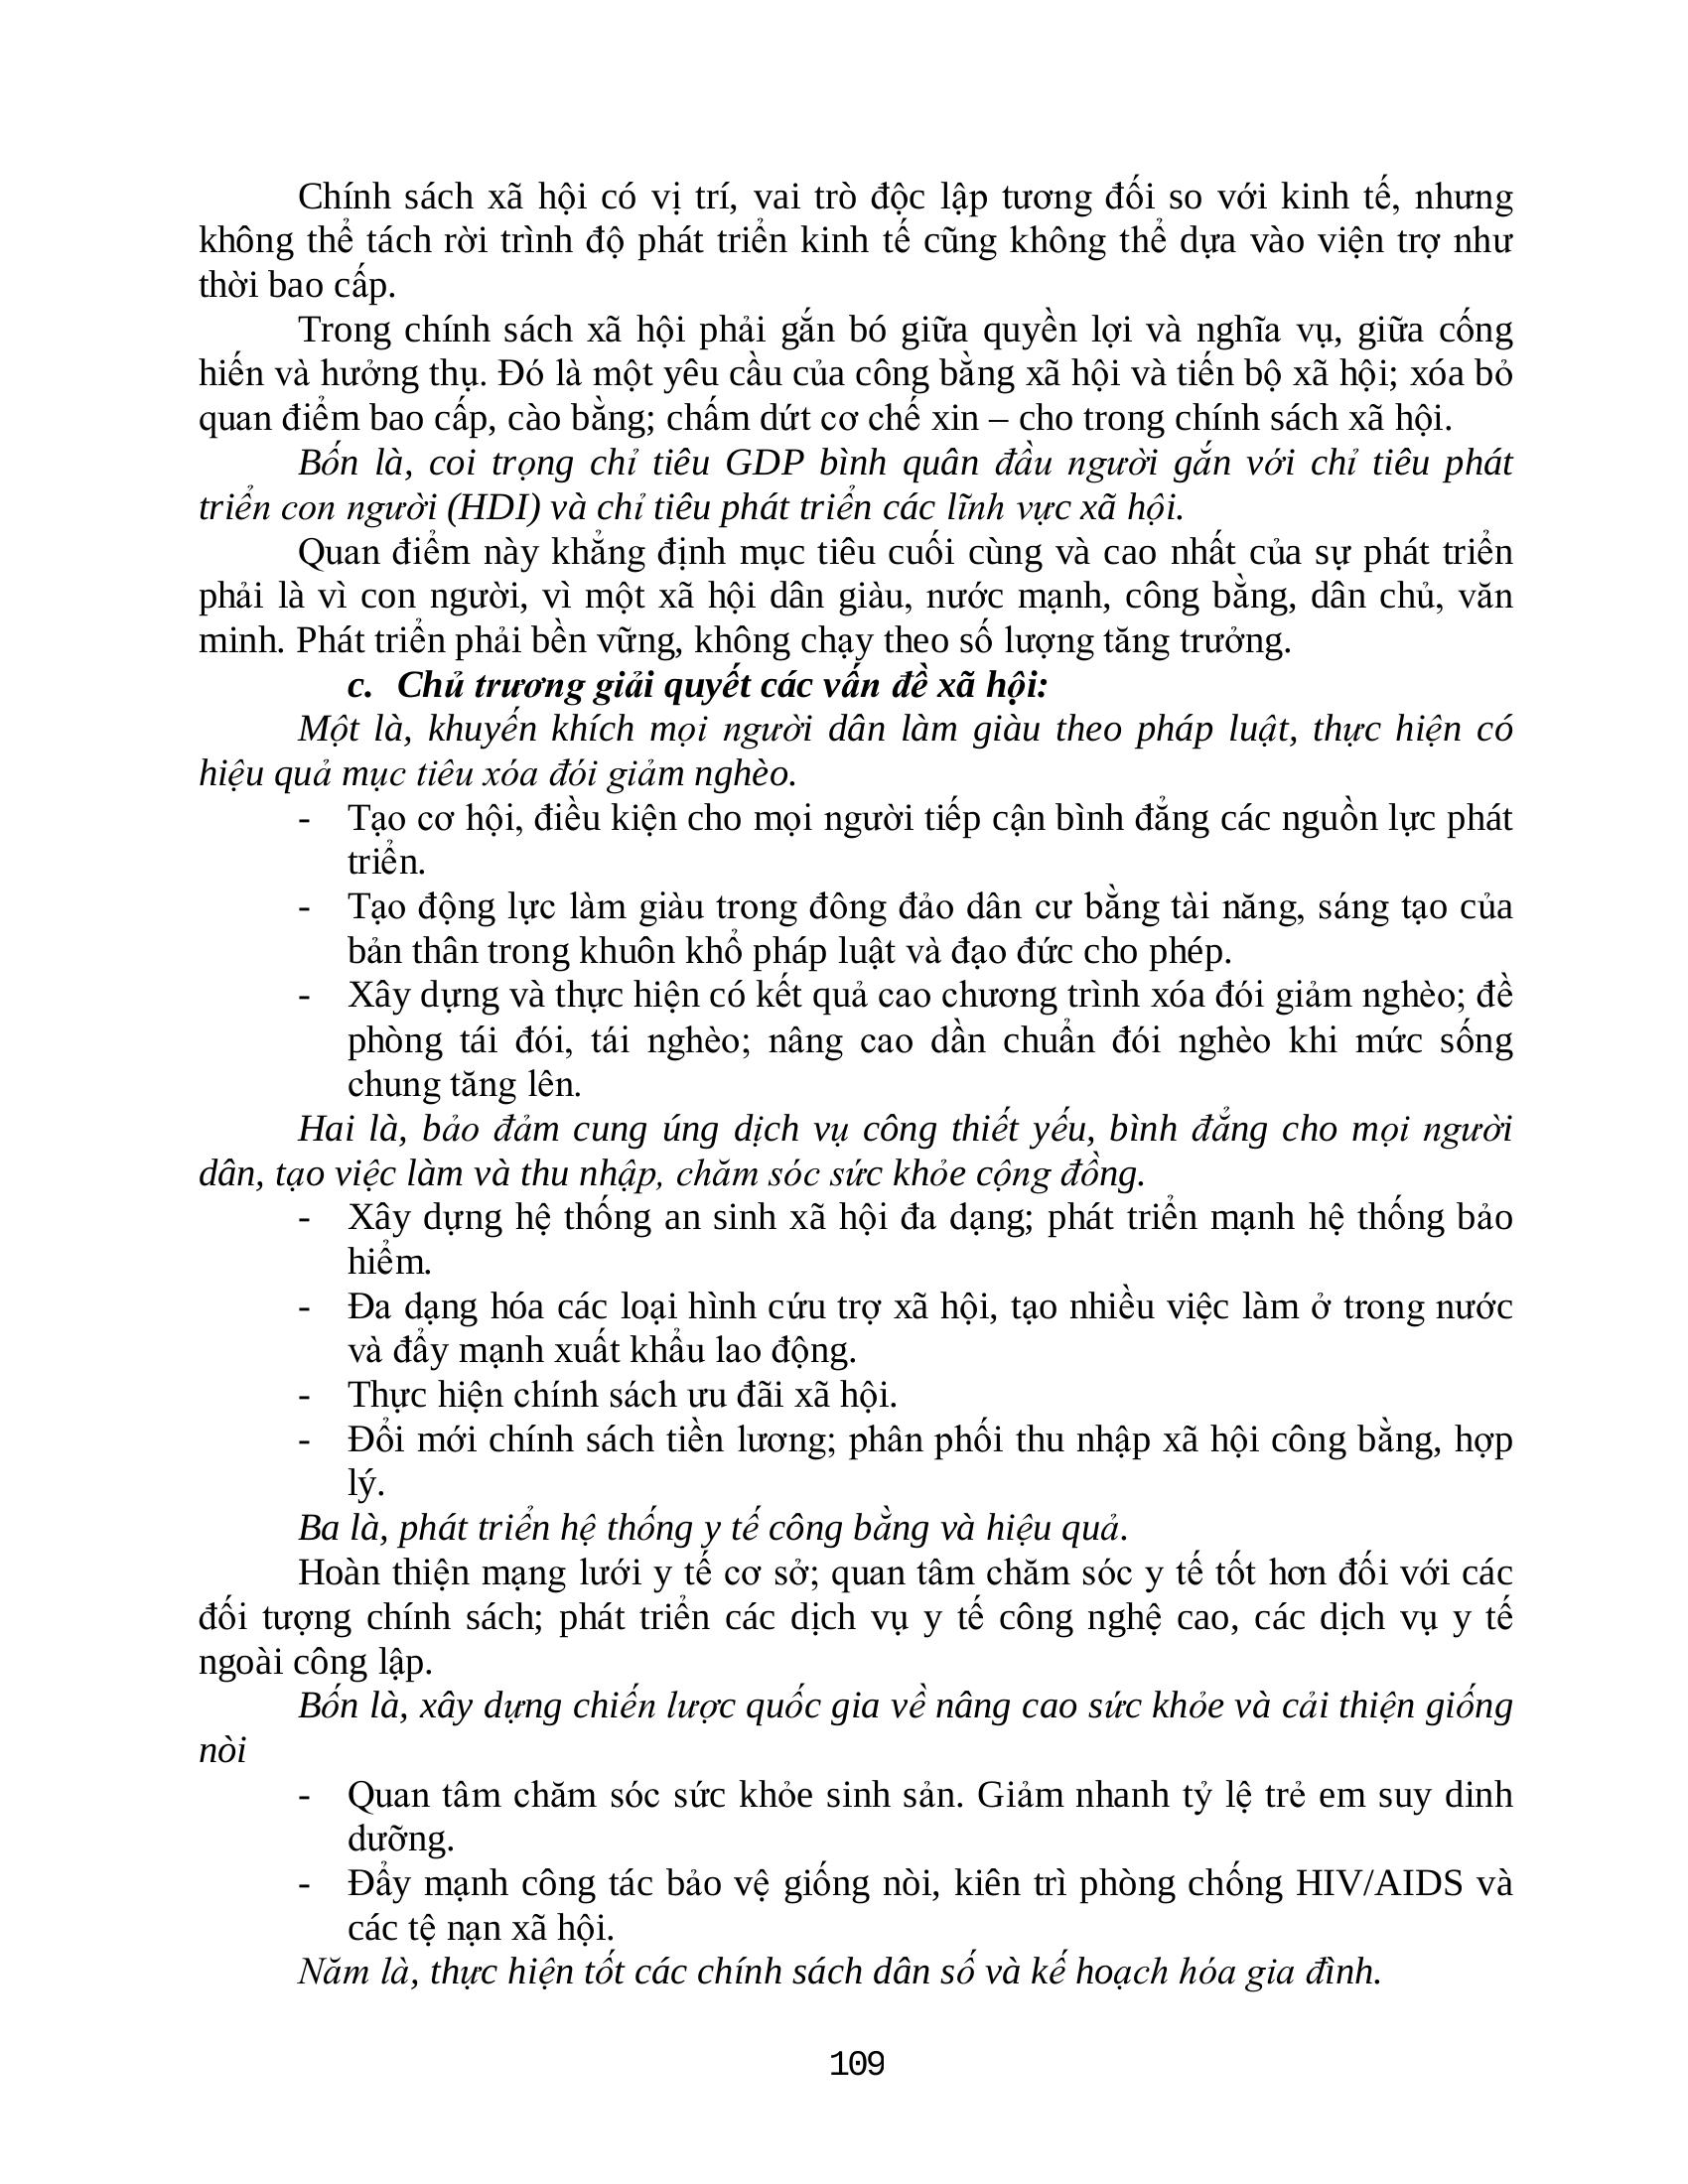 Chính sách xã hội có vị trí, vai trò độc lập tương đối so với kinh tế, nhưng
không thể tách rời trình độ phát triển kinh tế cũng không thể dựa vào viện trợ như
thời bao cấp.
Trong chính sách xã hội phải gắn bó giữa quyền lợi và nghĩa vụ, giữa cống
hiến và hưởng thụ. Đó là một yêu cầu của công bằng xã hội và tiến bộ xã hội; xóa bỏ
quan điểm bao cấp, cào bằng; chấm dứt cơ chế xin – cho trong chính sách xã hội.
Bốn là, coi trọng chỉ tiêu GDP bình quân đầu người gắn với chỉ tiêu phát
triển con người (HDI) và chỉ tiêu phát triển các lĩnh vực xã hội.
Quan điểm này khẳng định mục tiêu cuối cùng và cao nhất của sự phát triển
phải là vì con người, vì một xã hội dân giàu, nước mạnh, công bằng, dân chủ, văn
minh. Phát triển phải bền vững, không chạy theo số lượng tăng trưởng.
c. Chủ trương giải quyết các vấn đề xã hội:
Một là, khuyến khích mọi người dân làm giàu theo pháp luật, thực hiện có
hiệu quả mục tiêu xóa đói giảm nghèo.
- Tạo cơ hội, điều kiện cho mọi người tiếp cận bình đẳng các nguồn lực phát
triển.
- Tạo động lực làm giàu trong đông đảo dân cư bằng tài năng, sáng tạo của
bản thân trong khuôn khổ pháp luật và đạo đức cho phép.
- Xây dựng và thực hiện có kết quả cao chương trình xóa đói giảm nghèo; đề
phòng tái đói, tái nghèo; nâng cao dần chuẩn đói nghèo khi mức sống
chung tăng lên.
Hai là, bảo đảm cung úng dịch vụ công thiết yếu, bình đẳng cho mọi người
dân, tạo việc làm và thu nhập, chăm sóc sức khỏe cộng đồng.
- Xây dựng hệ thống an sinh xã hội đa dạng; phát triển mạnh hệ thống bảo
hiểm.
- Đa dạng hóa các loại hình cứu trợ xã hội, tạo nhiều việc làm ở trong nước
và đẩy mạnh xuất khẩu lao động.
- Thực hiện chính sách ưu đãi xã hội.
- Đổi mới chính sách tiền lương; phân phối thu nhập xã hội công bằng, hợp
lý.
Ba là, phát triển hệ thống y tế công bằng và hiệu quả.
Hoàn thiện mạng lưới y tế cơ sở; quan tâm chăm sóc y tế tốt hơn đối với các
đối tượng chính sách; phát triển các dịch vụ y tế công nghệ cao, các dịch vụ y tế
ngoài công lập.
Bốn là, xây dựng chiến lược quốc gia về nâng cao sức khỏe và cải thiện giống
nòi
- Quan tâm chăm sóc sức khỏe sinh sản. Giảm nhanh tỷ lệ trẻ em suy dinh
dưỡng.
- Đẩy mạnh công tác bảo vệ giống nòi, kiên trì phòng chống HIV/AIDS và
các tệ nạn xã hội.
Năm là, thực hiện tốt các chính sách dân số và kế hoạch hóa gia đình.
109